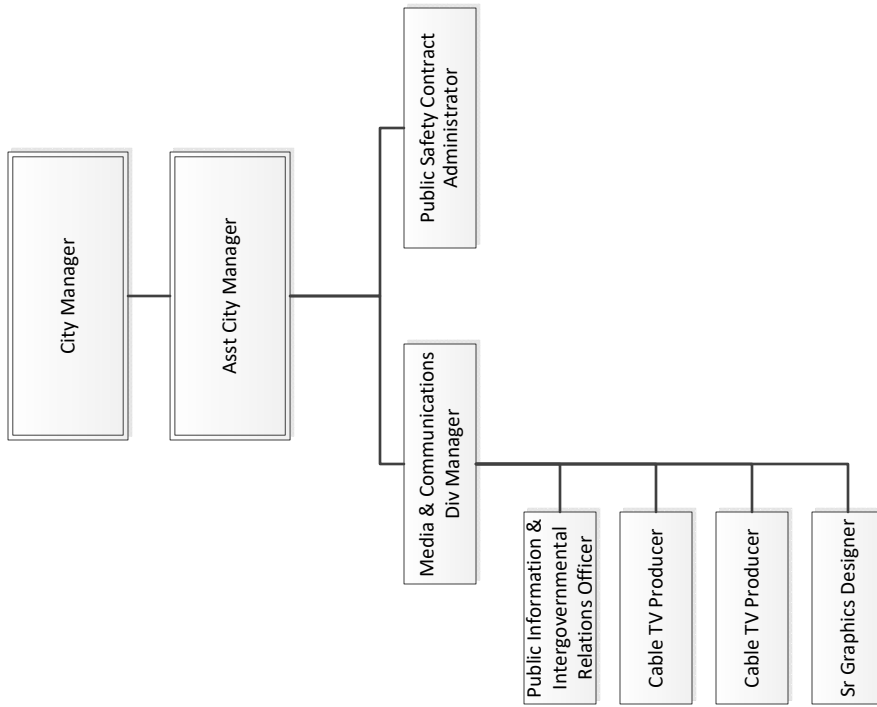 City Manager
Asst City Manager
Media & Communications
Div Manager
Public Safety Contract
Administrator
Public Information &
Intergovernmental
Relations Officer
Cable TV Producer
Cable TV Producer
Sr Graphics Designer